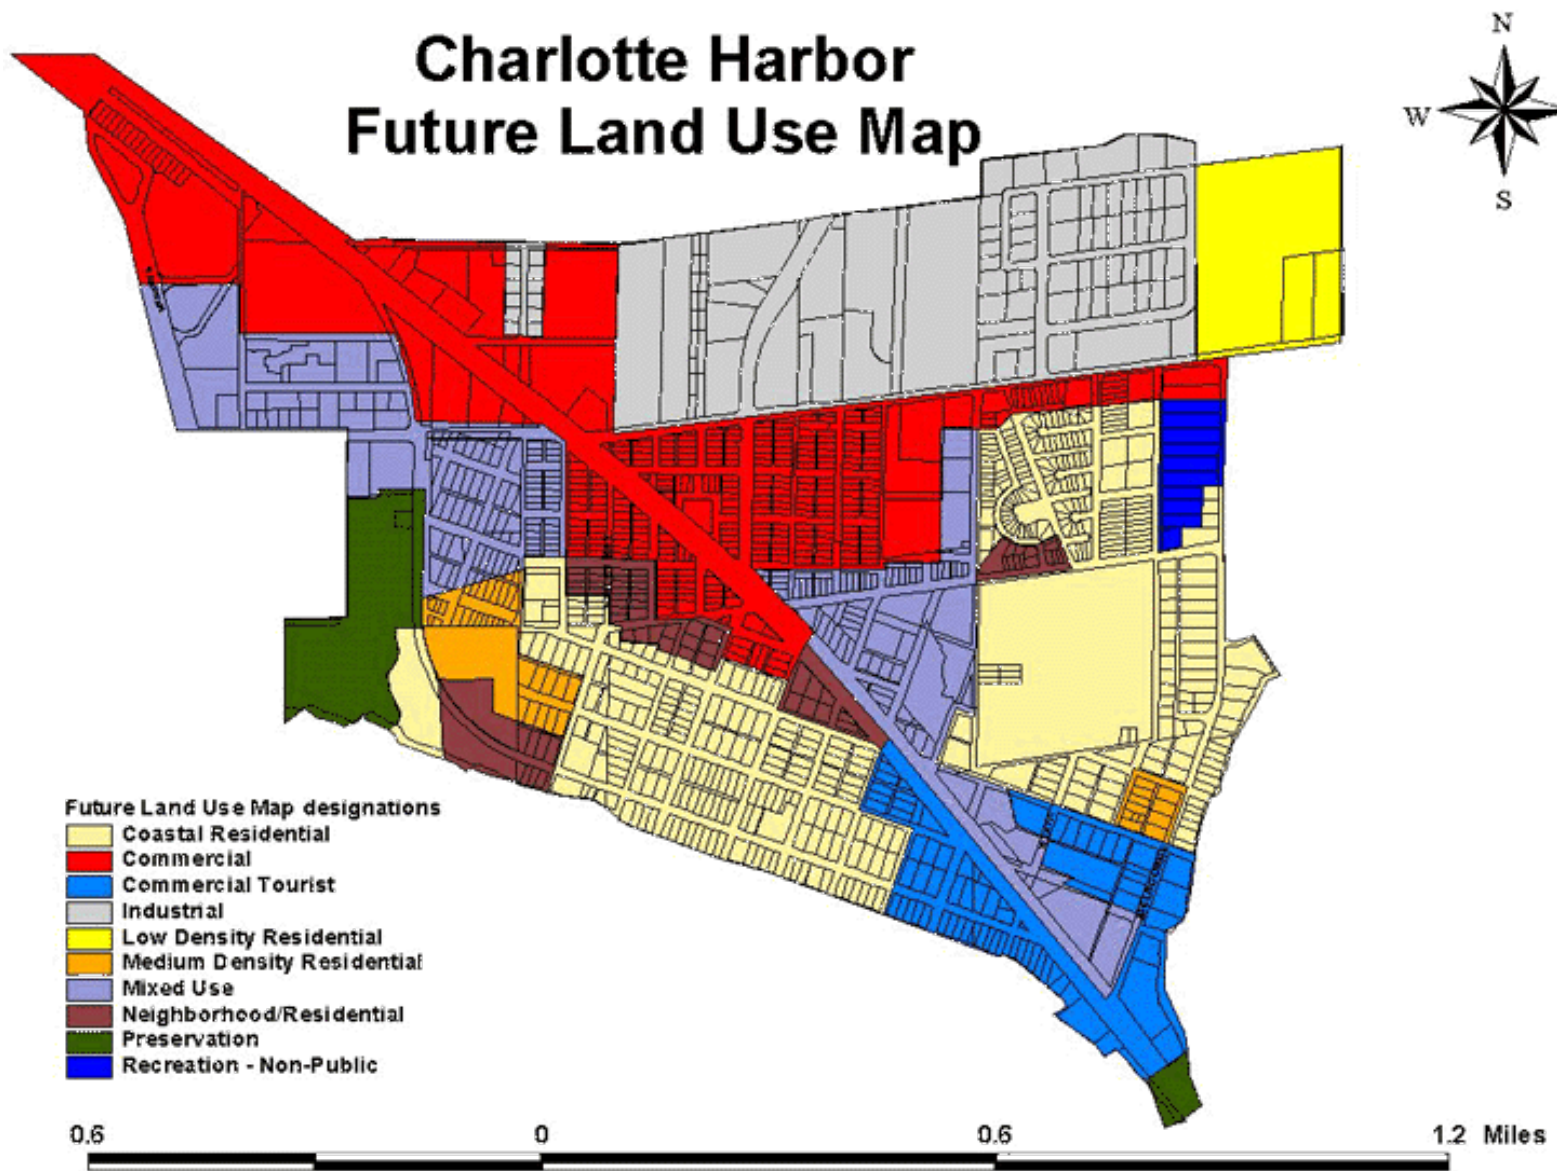 Charlotte Harbor
Future Land Use Map
N
W
S
Future Land Use Map designations
Coastal Residential
Commercial
Commercial Tourist
Industrial
Low Density Residential
Medium Density Residential
Mixed Use
Neighborhood/Residential
Preservation
Recreation - Non-Public
0.6 0 0.6 1.2 Miles